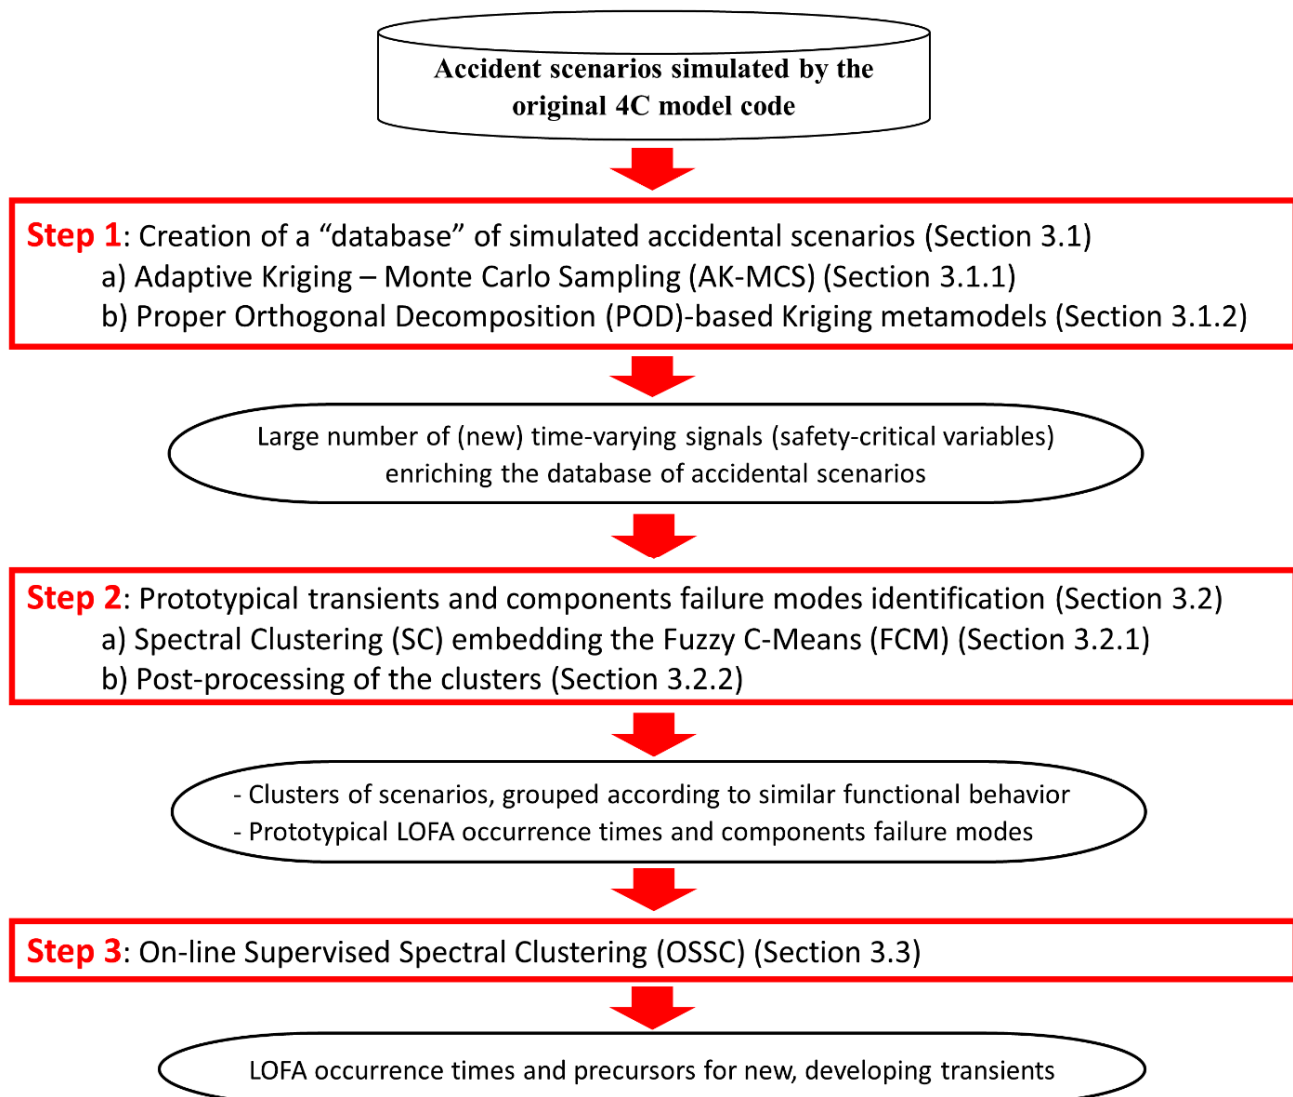 Accident scenarios simulated by the
original 4C model code
Step 1: Creation of a “database” of simulated accidental scenarios (Section 3.1)
a) Adaptive Kriging – Monte Carlo Sampling (AK-MCS) (Section 3.1.1)
b) Proper Orthogonal Decomposition (POD)-based Kriging metamodels (Section 3.1.2)
Large number of (new) time-varying signals (safety-critical variables)
enriching the database of accidental scenarios
Step 2: Prototypical transients and components failure modes identification (Section 3.2)
a) Spectral Clustering (SC) embedding the Fuzzy C-Means (FCM) (Section 3.2.1)
b) Post-processing of the clusters (Section 3.2.2)
- Clusters of scenarios, grouped according to similar functional behavior
- Prototypical LOFA occurrence times and components failure modes
Step 3: On-line Supervised Spectral Clustering (OSSC) (Section 3.3)
LOFA occurrence times and precursors for new, developing transients